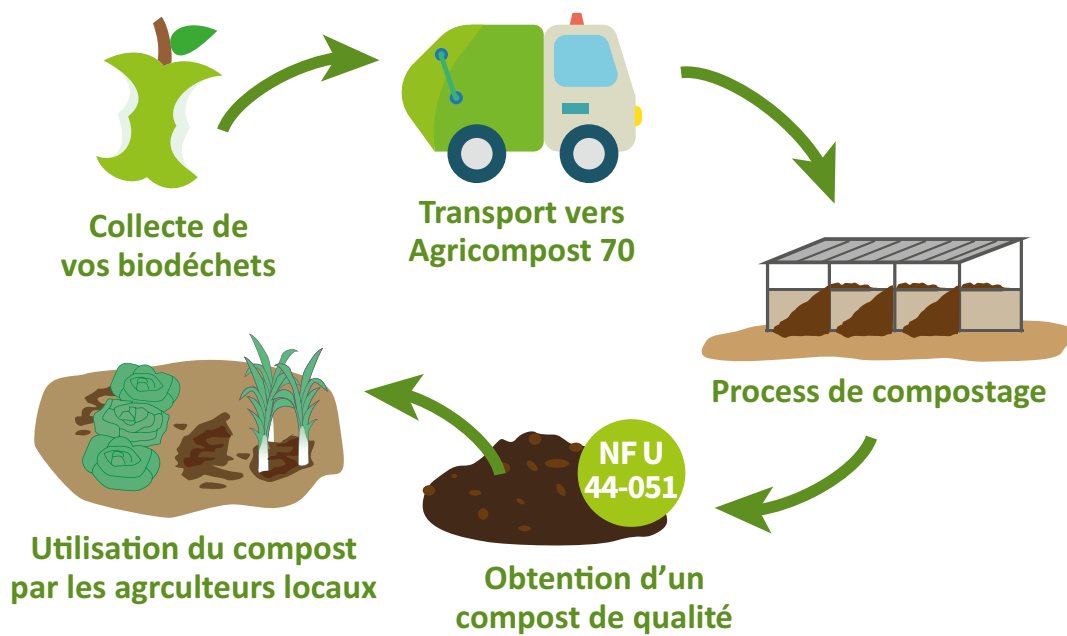 Collecte de
vos biodéchets
Transport vers
Agricompost 70
Process de compostage
NF U
44-051
Obtention d’un
compost de qualité
Utilisation du compost
par les agrculteurs locaux